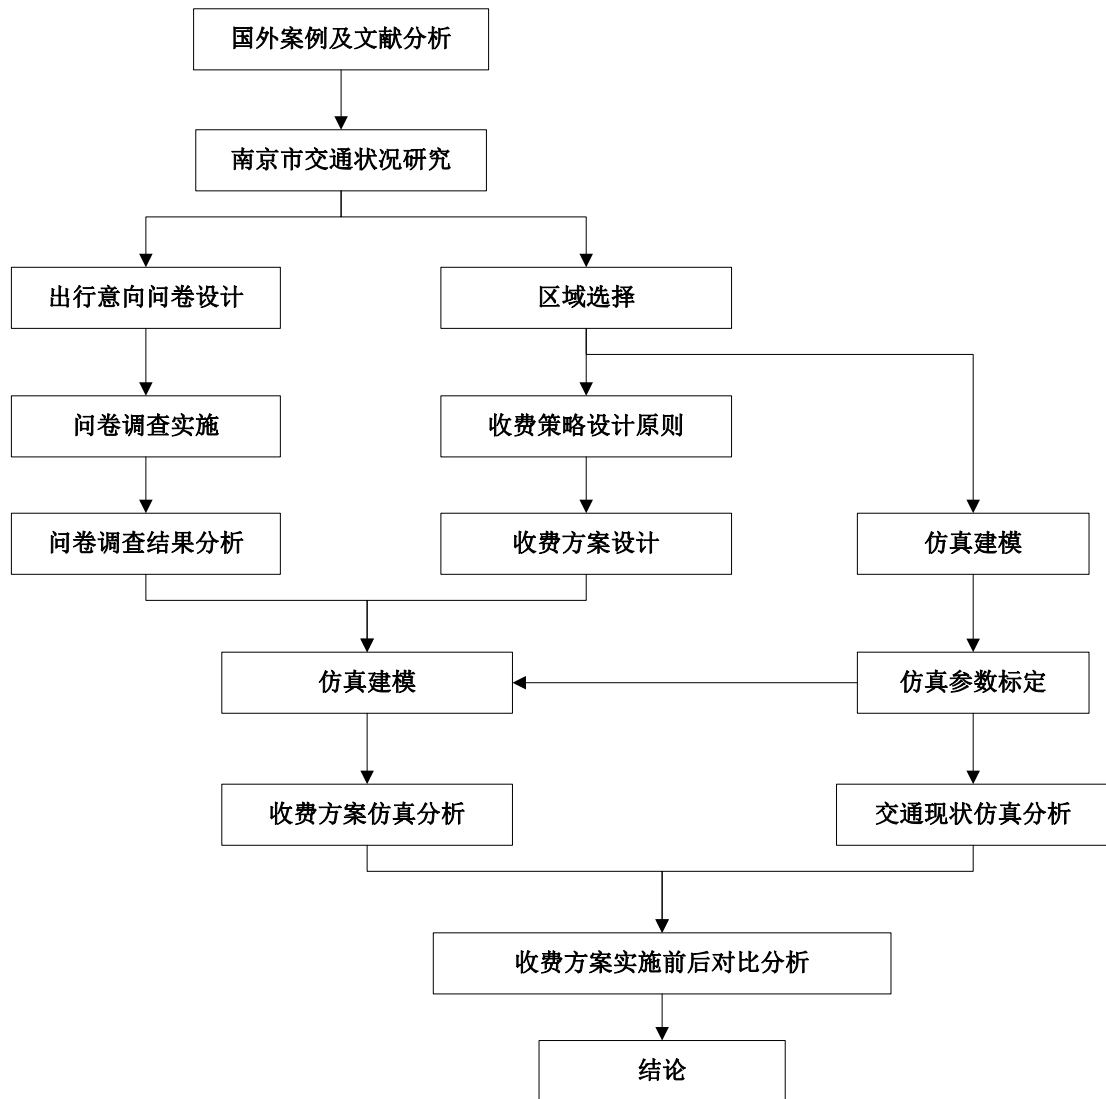 国外案例及文献分析
南京市交通状况研究
出行意向问卷设计
区域选择
问卷调查实施
收费策略设计原则
问卷调查结果分析
收费方案设计
仿真建模
仿真建模
仿真参数标定
收费方案仿真分析
交通现状仿真分析
收费方案实施前后对比分析
结论